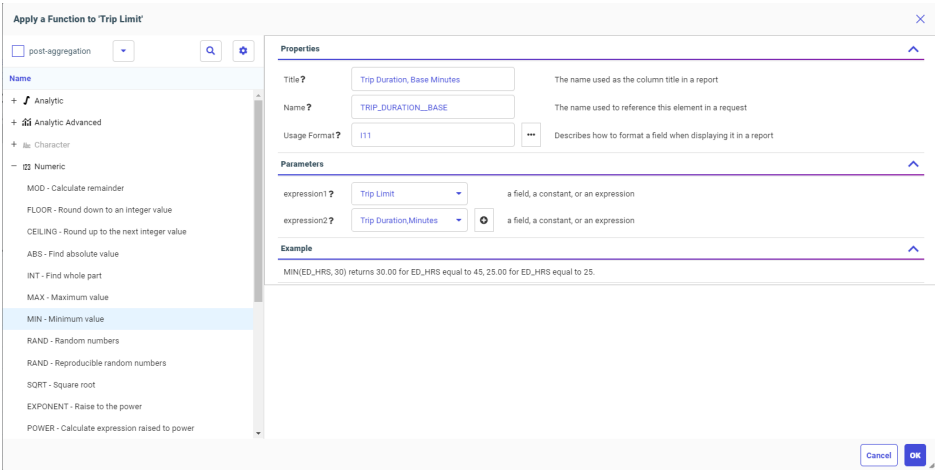 Apply a Function to 'Trip Limit'
post-aggregation
Name
Analytic
Analytic Advanced
Character
Numeric
MOD - Calculate remainder
FLOOR - Round down to an integer value
CEILING - Round up to the next integer value
ABS - Find absolute value
INT - Find whole part
MAX - Maximum value
MIN - Minimum value
RAND - Random numbers
RAND - Reproducible random numbers
SQRT - Square root
EXPONENT - Raise to the power
POWER - Calculate expression raised to power
Properties
Title? Trip Duration, Base Minutes The name used as the column title in a report
Name? TRIP_DURATION__BASE The name used to reference this element in a request
Usage Format? I11 ... Describes how to format a field when displaying it in a report
Parameters
expression1? Trip Limit a field, a constant, or an expression
expression2? Trip Duration,Minutes a field, a constant, or an expression
Example
MIN(ED_HRS, 30) returns 30.00 for ED_HRS equal to 45, 25.00 for ED_HRS equal to 25.
Cancel OK